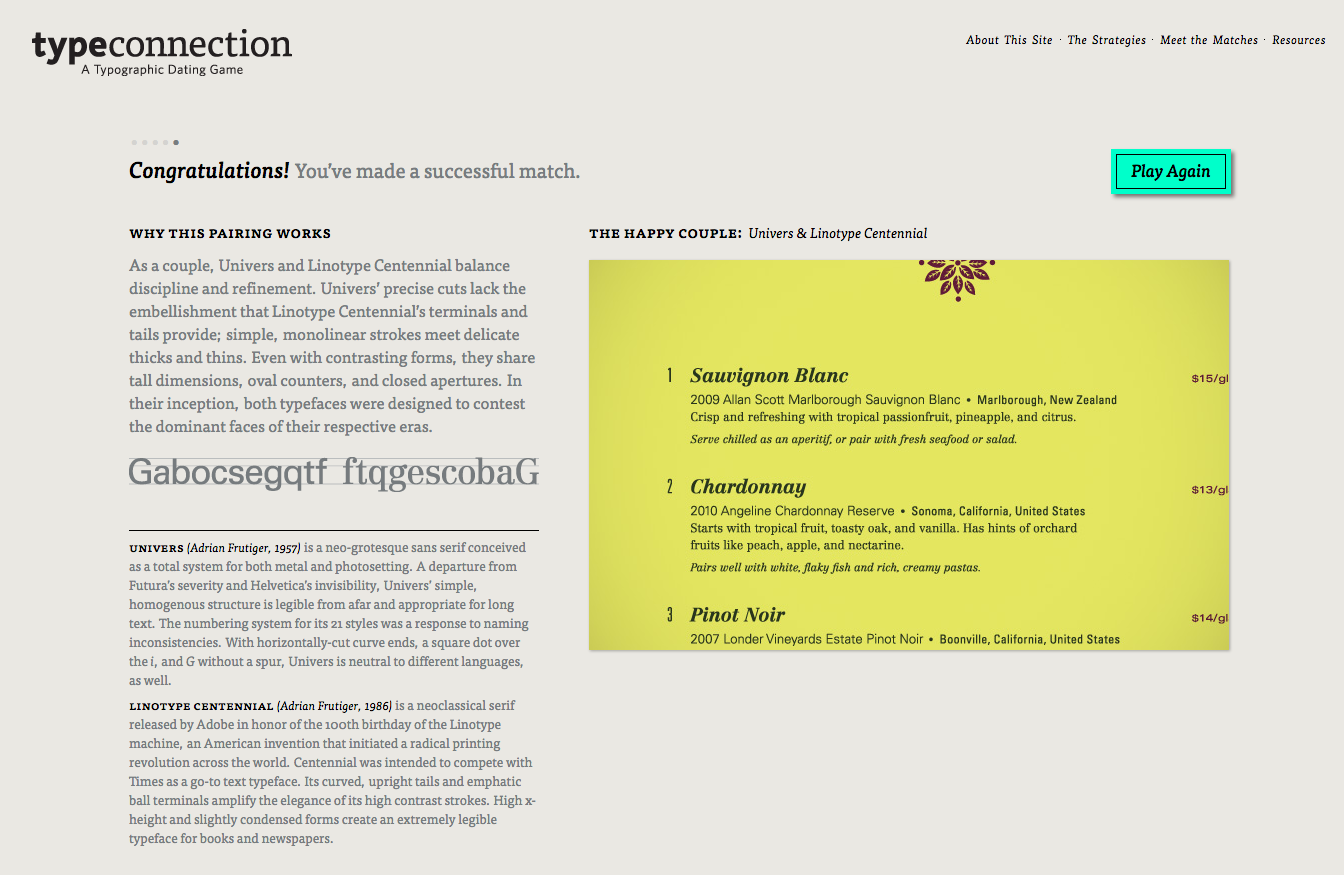 typeconnection
A Typographic Dating Game
About This Site · The Strategies · Meet the Matches · Resources
Congratulations! You've made a successful match.
Play Again
WHY THIS PAIRING WORKS
As a couple, Univers and Linotype Centennial balance
discipline and refinement. Univers' precise cuts lack the
embellishment that Linotype Centennial's terminals and
tails provide; simple, monolinear strokes meet delicate
thicks and thins. Even with contrasting forms, they share
tall dimensions, oval counters, and closed apertures. In
their inception, both typefaces were designed to contest
the dominant faces of their respective eras.
Gabocsegqtf ftqgescobaG
UNIVERS (Adrian Frutiger, 1957) is a neo-grotesque sans serif conceived
as a total system for both metal and photosetting. A departure from
Futura's severity and Helvetica's invisibility, Univers' simple,
homogenous structure is legible from afar and appropriate for long
text. The numbering system for its 21 styles was a response to naming
inconsistencies. With horizontally-cut curve ends, a square dot over
the i, and G without a spur, Univers is neutral to different languages,
as well.
LINOTYPE CENTENNIAL (Adrian Frutiger, 1986) is a neoclassical serif
released by Adobe in honor of the 100th birthday of the Linotype
machine, an American invention that initiated a radical printing
revolution across the world. Centennial was intended to compete with
Times as a go-to text typeface. Its curved, upright tails and emphatic
ball terminals amplify the elegance of its high contrast strokes. High x-
height and slightly condensed forms create an extremely legible
typeface for books and newspapers.
THE HAPPY COUPLE: Univers & Linotype Centennial
1 Sauvignon Blanc $15/gl
2009 Allan Scott Marlborough Sauvignon Blanc • Marlborough, New Zealand
Crisp and refreshing with tropical passionfruit, pineapple, and citrus.
Serve chilled as an aperitif, or pair with fresh seafood or salad.
2 Chardonnay $13/gl
2010 Angeline Chardonnay Reserve • Sonoma, California, United States
Starts with tropical fruit, toasty oak, and vanilla. Has hints of orchard
fruits like peach, apple, and nectarine.
Pairs well with white, flaky fish and rich, creamy pastas.
3 Pinot Noir $14/gl
2007 Londer Vineyards Estate Pinot Noir • Boonville, California, United States